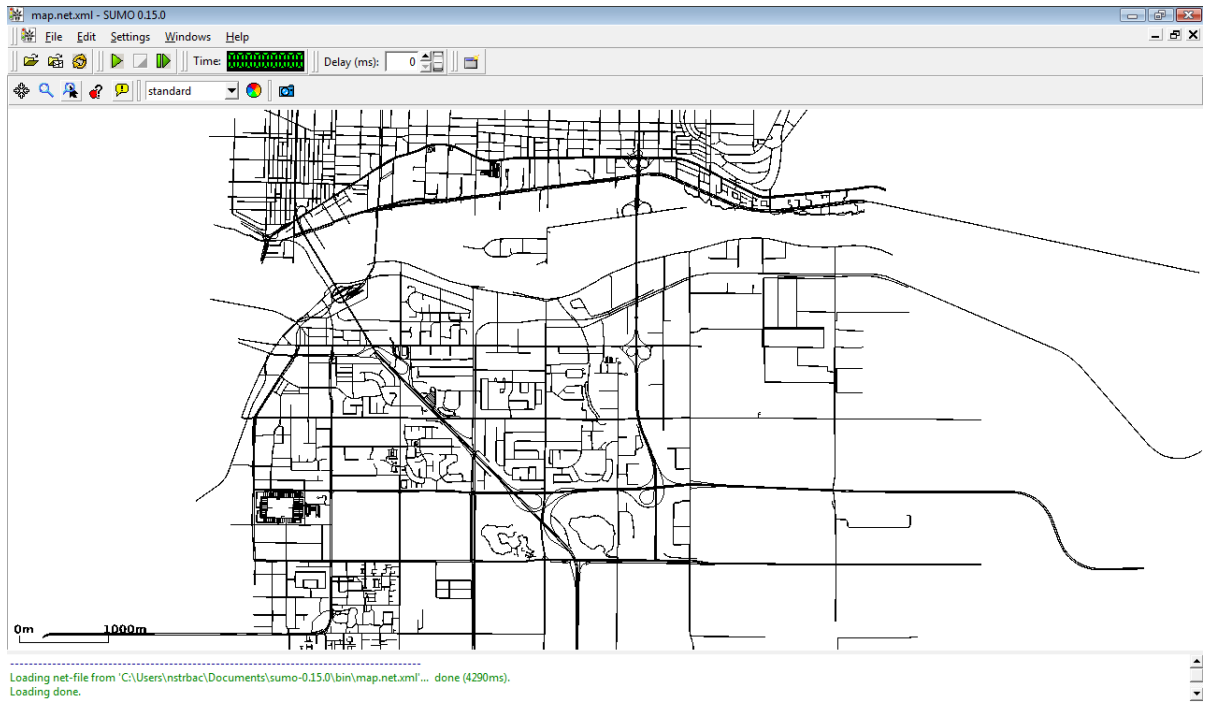 map.net.xml - SUMO 0.15.0
File Edit Settings Windows Help
Time: Delay (ms): 0
standard
0m 1000m
--------------------------------------------------------------------------------------
Loading net-file from 'C:\Users\nstrbac\Documents\sumo-0.15.0\bin\map.net.xml'... done (4290ms).
Loading done.